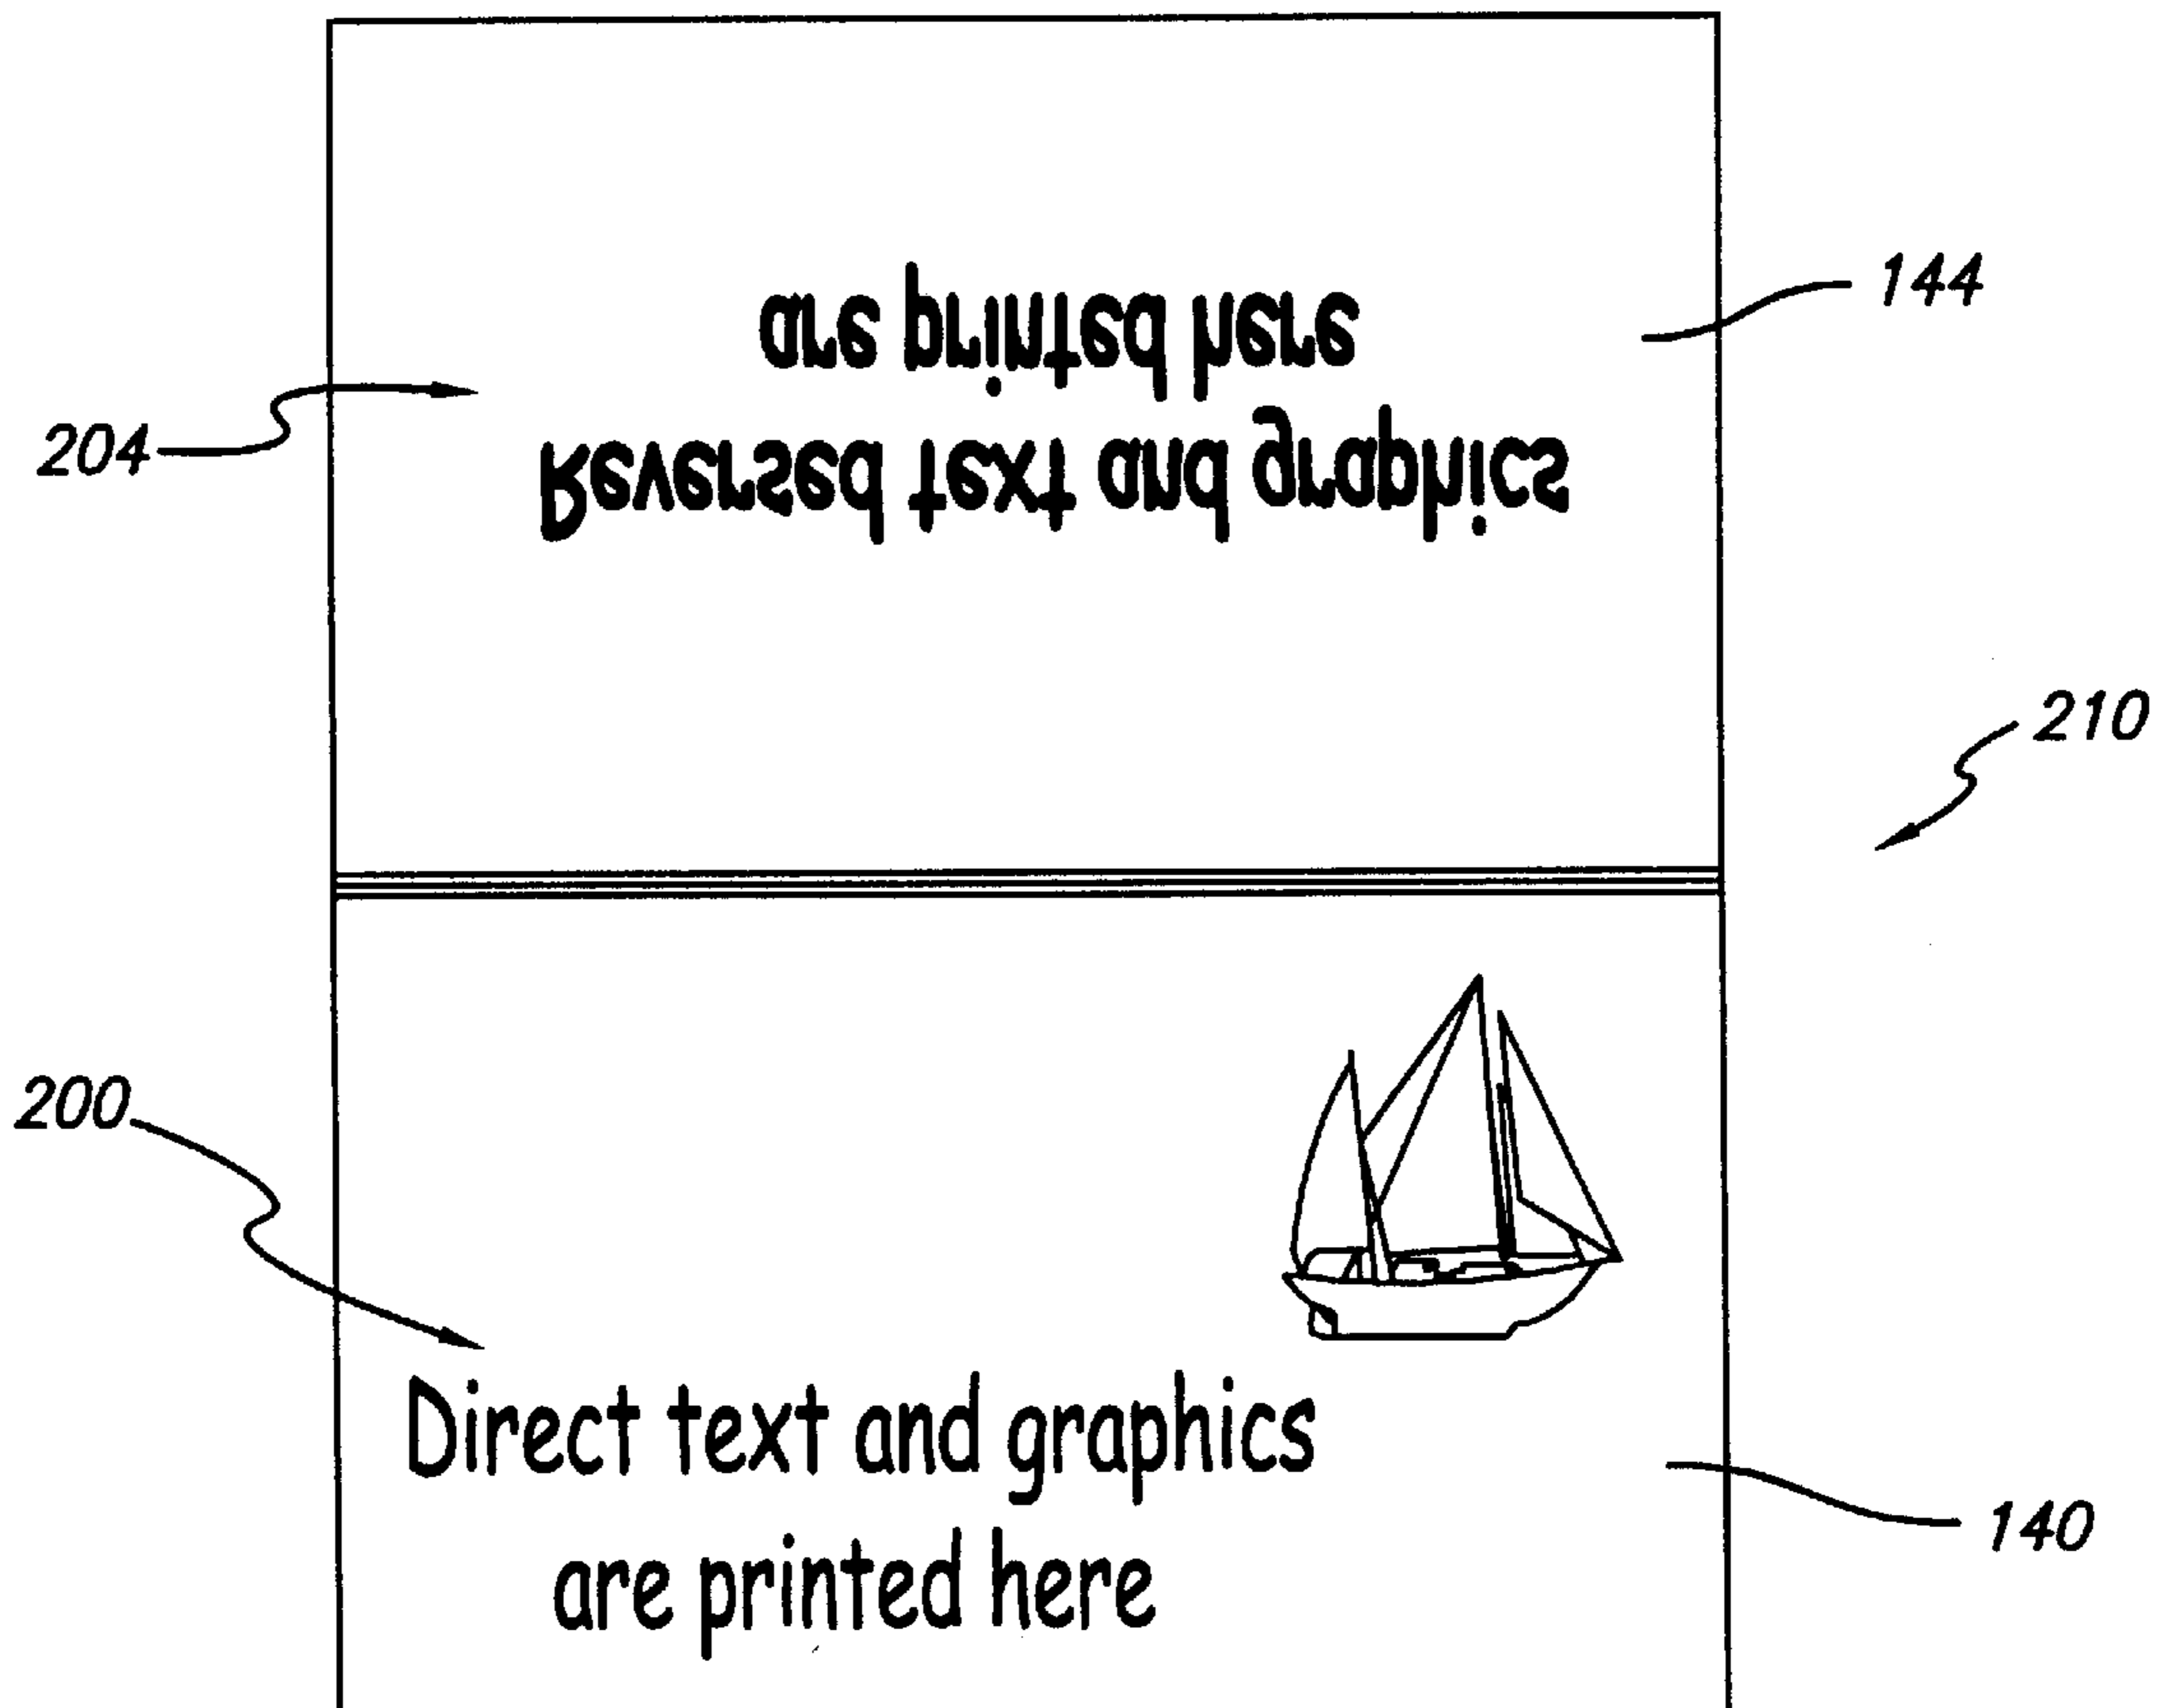 144
204
Reversed text and graphics
are printed here
210
200
Direct text and graphics
are printed here
140